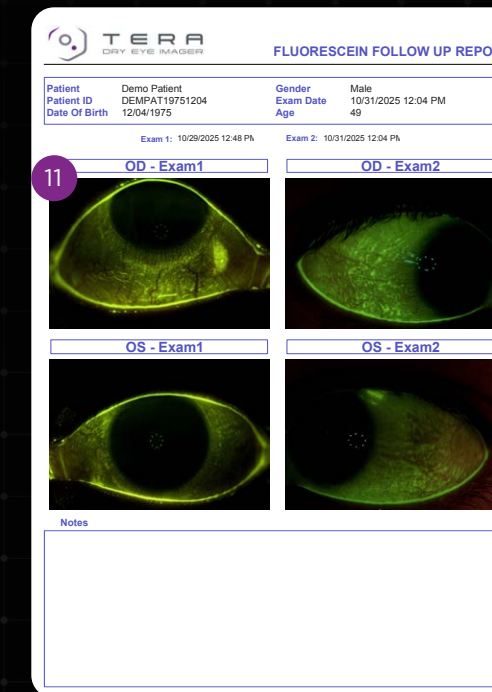 TERA
DRY EYE IMAGER
FLUORESCEIN FOLLOW UP REPO
Patient Demo Patient Gender Male
Patient ID DEMPAT19751204 Exam Date 10/31/2025 12:04 PM
Date Of Birth 12/04/1975 Age 49
Exam 1: 10/29/2025 12:48 PM Exam 2: 10/31/2025 12:04 PM
11
OD - Exam1 OD - Exam2
OS - Exam1 OS - Exam2
Notes